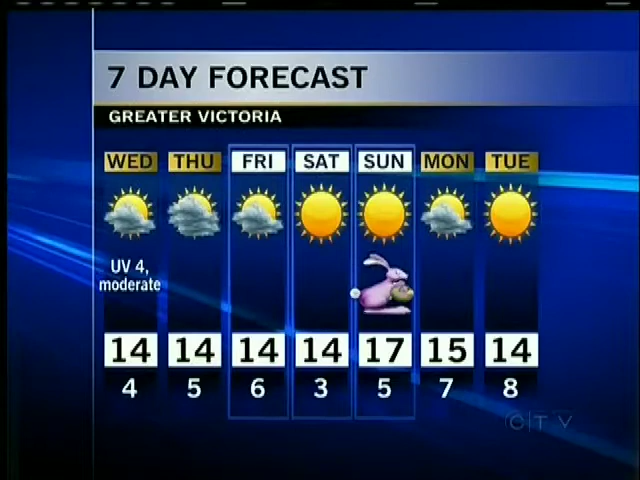 7 DAY FORECAST
GREATER VICTORIA
WED THU FRI SAT SUN MON TUE
UV 4,
moderate
14 14 14 14 17 15 14
4 5 6 3 5 7 8
CTV